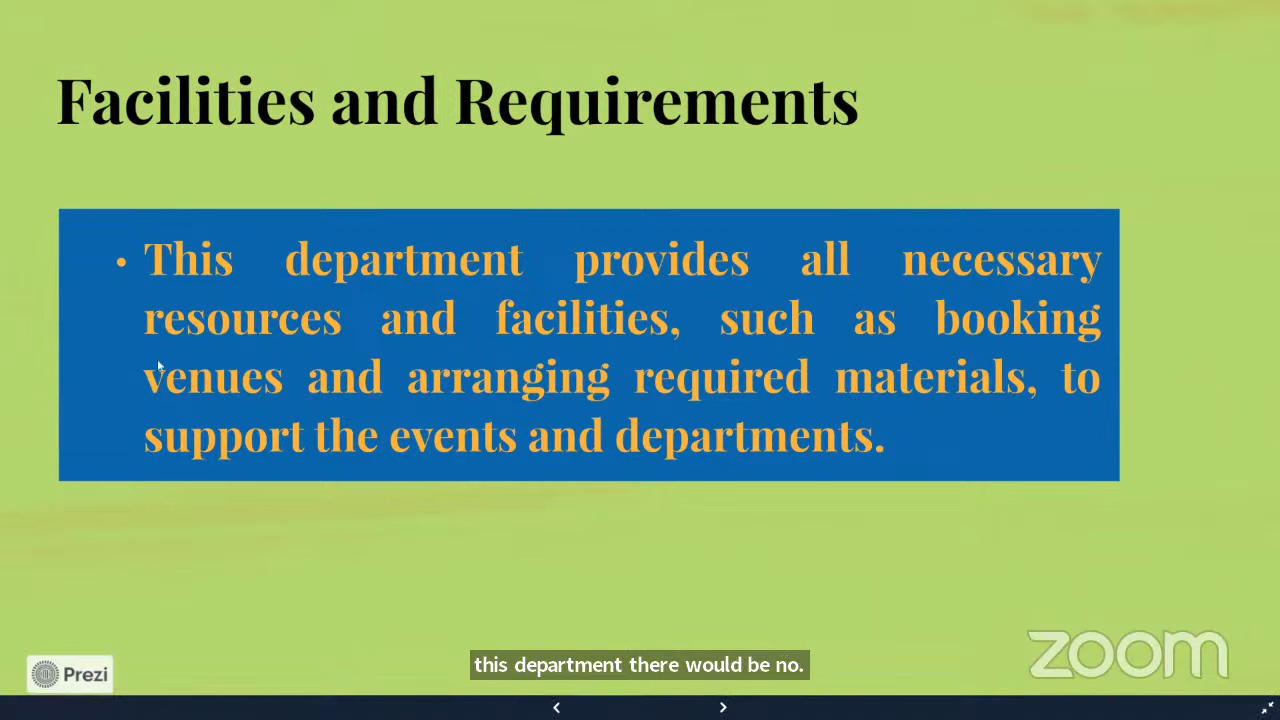 Facilities and Requirements
• This department provides all necessary
resources and facilities, such as booking
venues and arranging required materials, to
support the events and departments.
this department there would be no.
Prezi
zoom